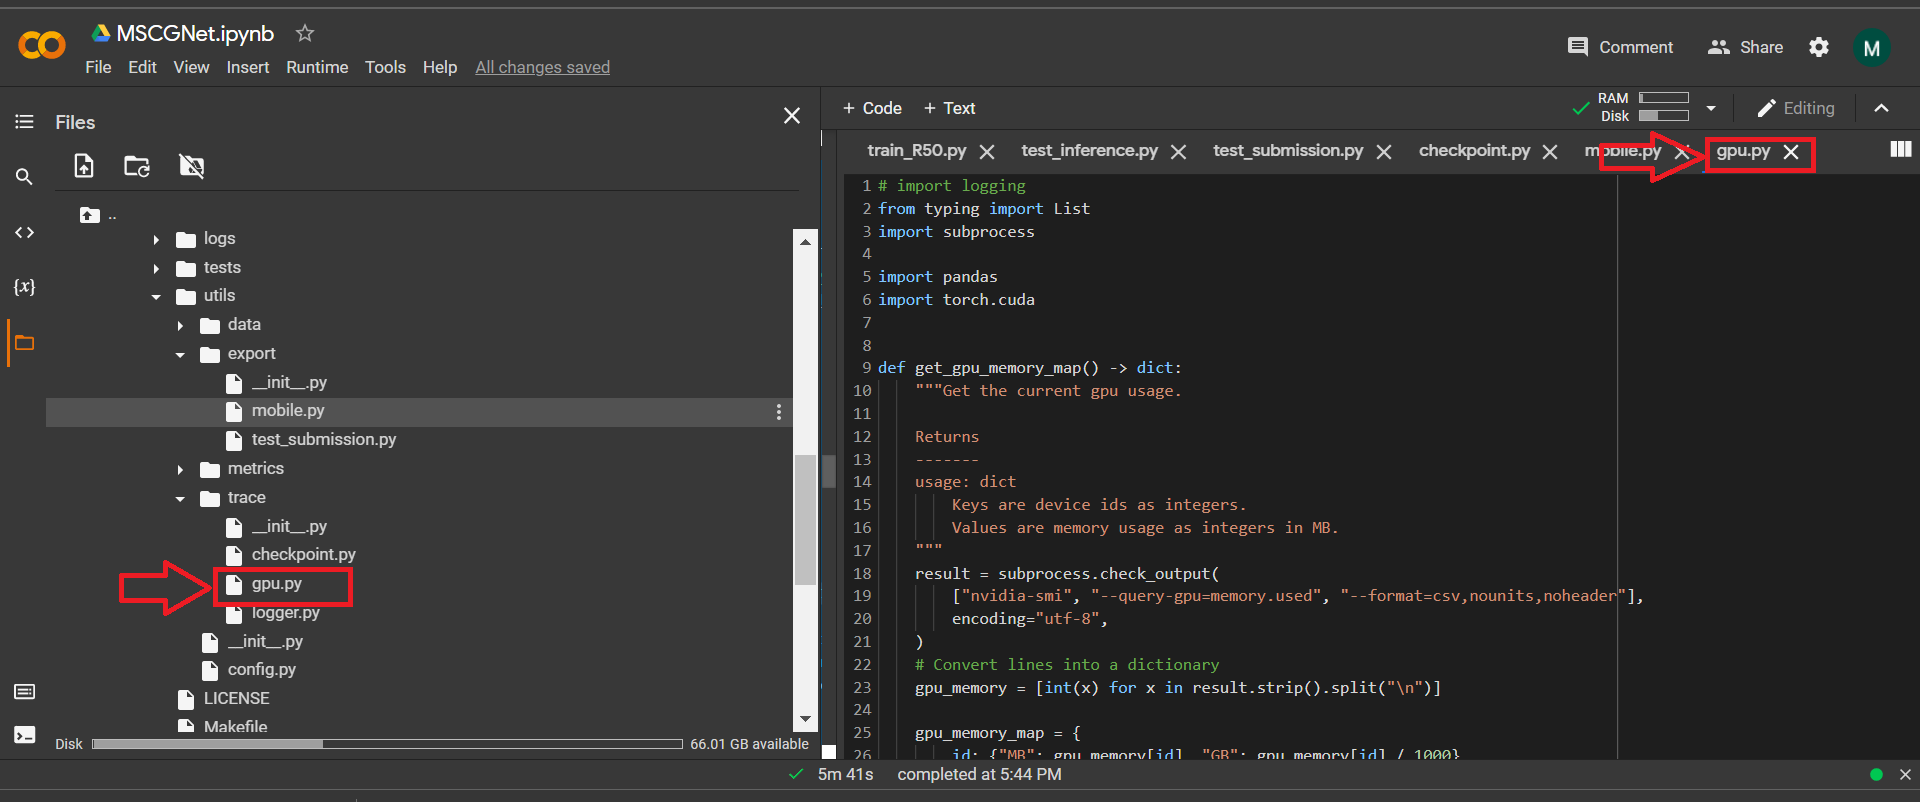 MSCGNet.ipynb
File Edit View Insert Runtime Tools Help All changes saved
Comment Share M
Files
+ Code + Text
RAM
Disk
Editing
train_R50.py test_inference.py test_submission.py checkpoint.py mobile.py gpu.py
..
logs
tests
utils
data
export
__init__.py
mobile.py
test_submission.py
metrics
trace
__init__.py
checkpoint.py
gpu.py
logger.py
__init__.py
config.py
LICENSE
Makefile
Disk 66.01 GB available
{x}
1 # import logging
2 from typing import List
3 import subprocess
4
5 import pandas
6 import torch.cuda
7
8
9 def get_gpu_memory_map() -> dict:
10 """Get the current gpu usage.
11
12 Returns
13 -------
14 usage: dict
15 Keys are device ids as integers.
16 Values are memory usage as integers in MB.
17 """
18 result = subprocess.check_output(
19 ["nvidia-smi", "--query-gpu=memory.used", "--format=csv,nounits,noheader"],
20 encoding="utf-8",
21 )
22 # Convert lines into a dictionary
23 gpu_memory = [int(x) for x in result.strip().split("\n")]
24
25 gpu_memory_map = {
26 id: {"MB": gpu_memory[id], "GB": gpu_memory[id] / 1000}
5m 41s completed at 5:44 PM